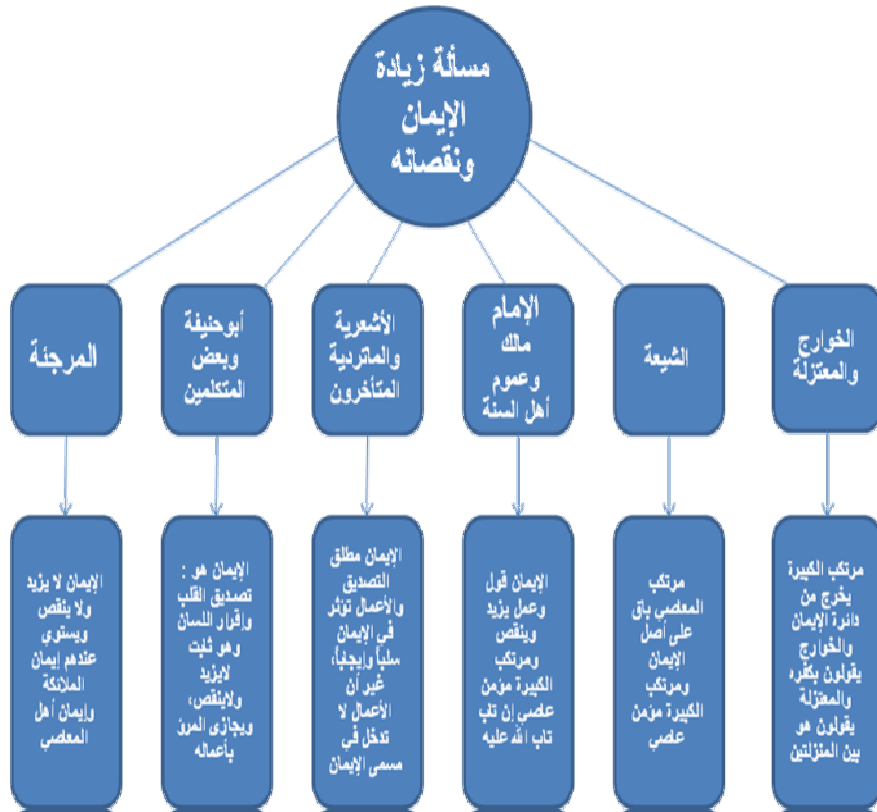 مسألة زيادة
الإيمان
ونقصانه
الخوارج
والمعتزلة
الشيعة
الإمام
مالك
وعموم
أهل السنة
الأشعرية
والماتردية
المتأخرون
أبوحنيفة
وبعض
المتكلمين
المرجئة
مرتكب الكبيرة
يخرج من
دائرة الإيمان
والخوارج
يقولون بكفره
والمعتزلة
يقولون هو
بين المنزلتين
مرتكب
المعاصي باق
على أصل
الإيمان
ومرتكب
الكبيرة مؤمن
عاصي
الإيمان قول
وعمل يزيد
وينقص
ومرتكب
الكبيرة مؤمن
عاصي إن تاب
تاب الله عليه
الإيمان مطلق
التصديق
والأعمال تؤثر
في الإيمان
سلباً وإيجاباً،
غير أن
الأعمال لا
تدخل في
مسمى الإيمان
الإيمان هو :
تصديق القلب
وإقرار اللسان
وهو ثابت
لايزيد
ولاينقص،
ويجازى المرؤ
بأعماله
الإيمان لا يزيد
ولا ينقص
ويستوي
عندهم إيمان
الملائكة
وإيمان أهل
المعاصي